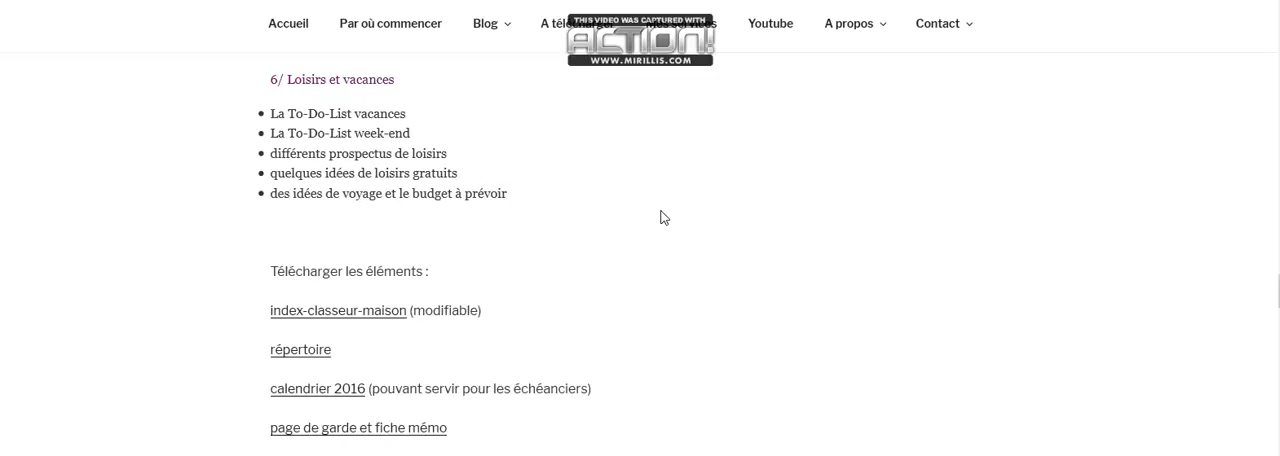 Accueil Par où commencer Blog A télécharger Mes services Youtube A propos Contact
THIS VIDEO WAS CAPTURED WITH
ACTION!
WWW.MIRILLIS.COM
6/ Loisirs et vacances
La To-Do-List vacances
La To-Do-List week-end
différents prospectus de loisirs
quelques idées de loisirs gratuits
des idées de voyage et le budget à prévoir
Télécharger les éléments :
index-classeur-maison (modifiable)
répertoire
calendrier 2016 (pouvant servir pour les échéanciers)
page de garde et fiche mémo